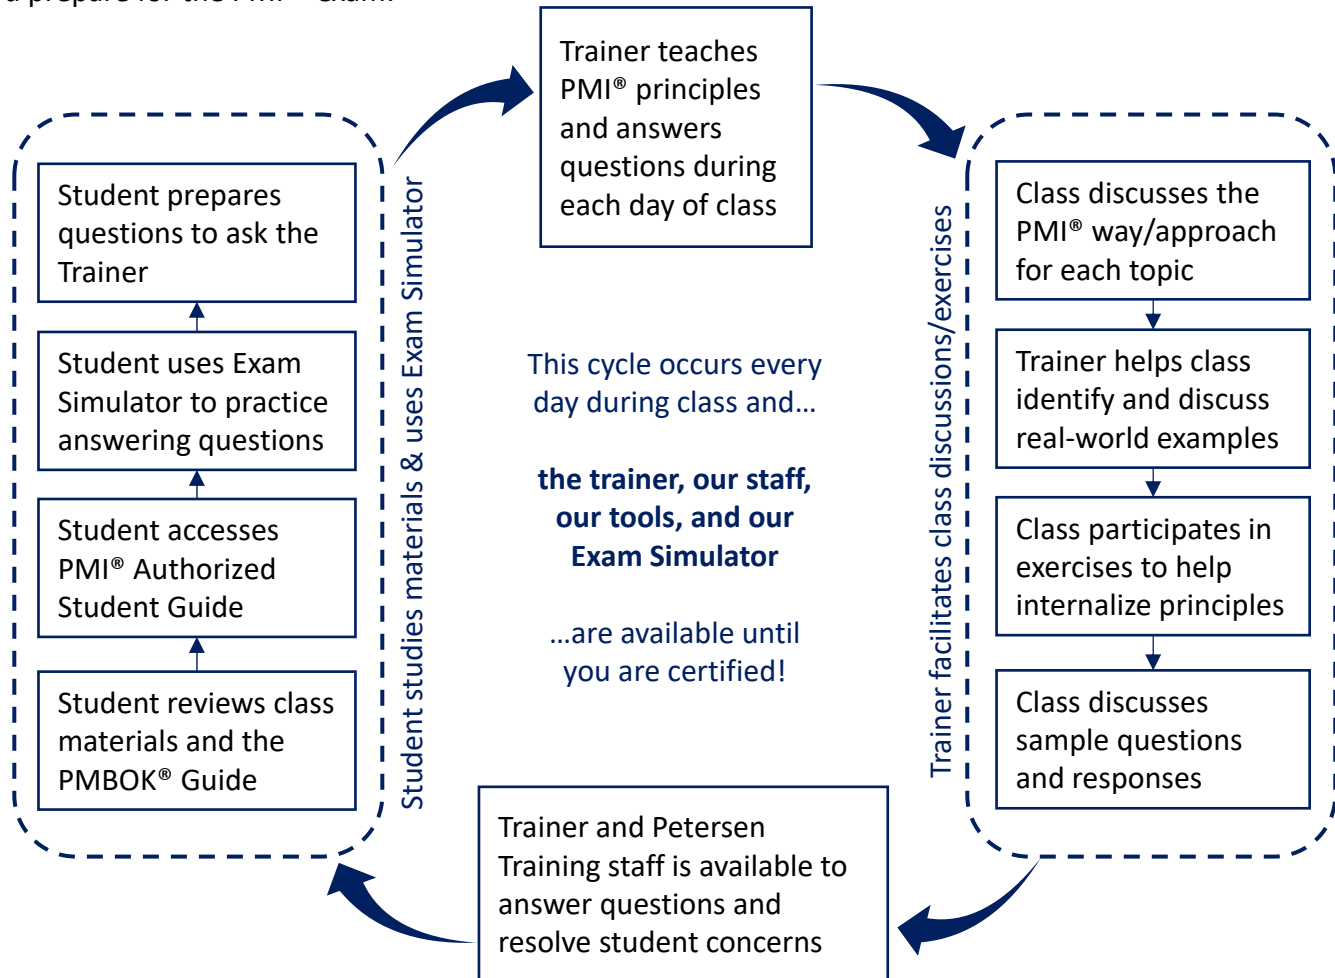 Trainer teaches
PMI® principles
and answers
questions during
each day of class
Class discusses the
PMI® way/approach
for each topic
Trainer helps class
identify and discuss
real-world examples
Class participates in
exercises to help
internalize principles
Class discusses
sample questions
and responses
Trainer facilitates class discussions/exercises
Trainer and Petersen
Training staff is available to
answer questions and
resolve student concerns
Student reviews class
materials and the
PMBOK® Guide
Student accesses
PMI® Authorized
Student Guide
Student uses Exam
Simulator to practice
answering questions
Student prepares
questions to ask the
Trainer
Student studies materials & uses Exam Simulator
This cycle occurs every
day during class and…
the trainer, our staff,
our tools, and our
Exam Simulator
…are available until
you are certified!